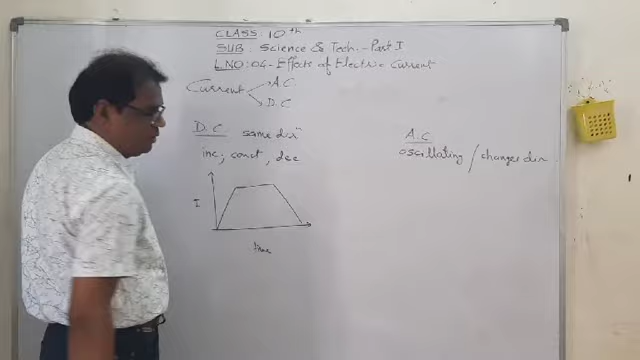 CLASS: 10th
SUB: Science & Tech. - Part I
L.NO: 04 - Effects of Electric Current
Current
A.C
D.C
D.C same dirn
inc, const, dec
A.C
oscillating / changes dirn
I
time